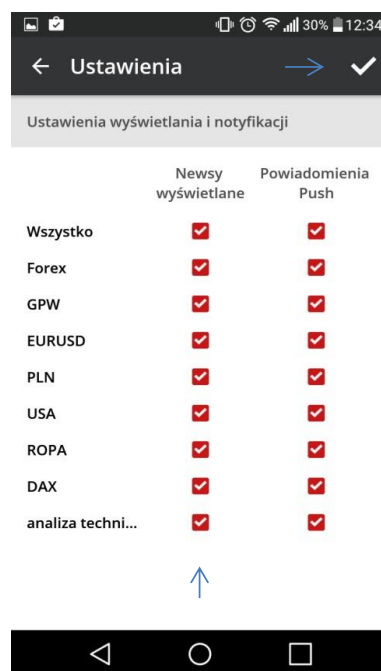 30% 12:34
Ustawienia
Ustawienia wyświetlania i notyfikacji
Newsy wyświetlane
Powiadomienia Push
Wszystko
Forex
GPW
EURUSD
PLN
USA
ROPA
DAX
analiza techni...